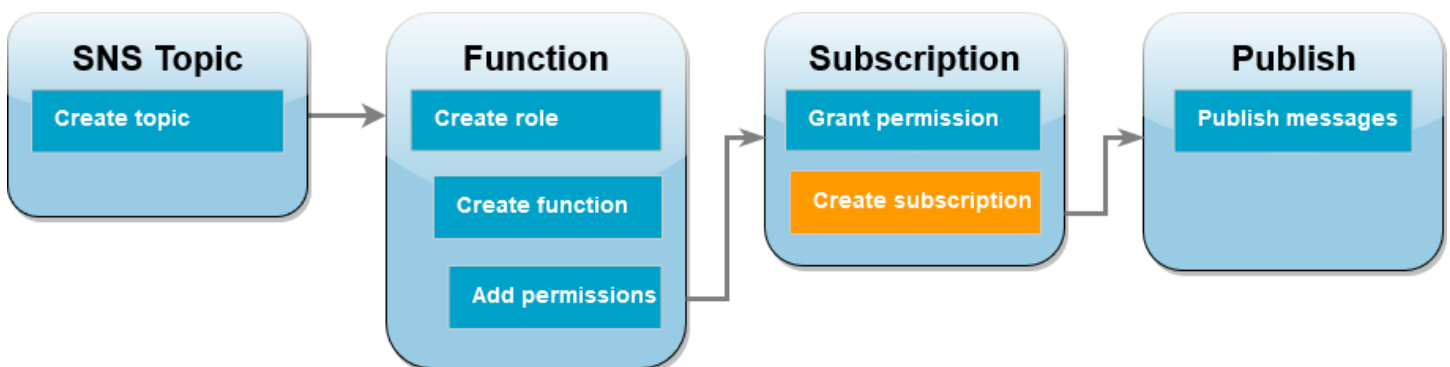 SNS Topic
Create topic
Function
Create role
Create function
Add permissions
Subscription
Grant permission
Create subscription
Publish
Publish messages